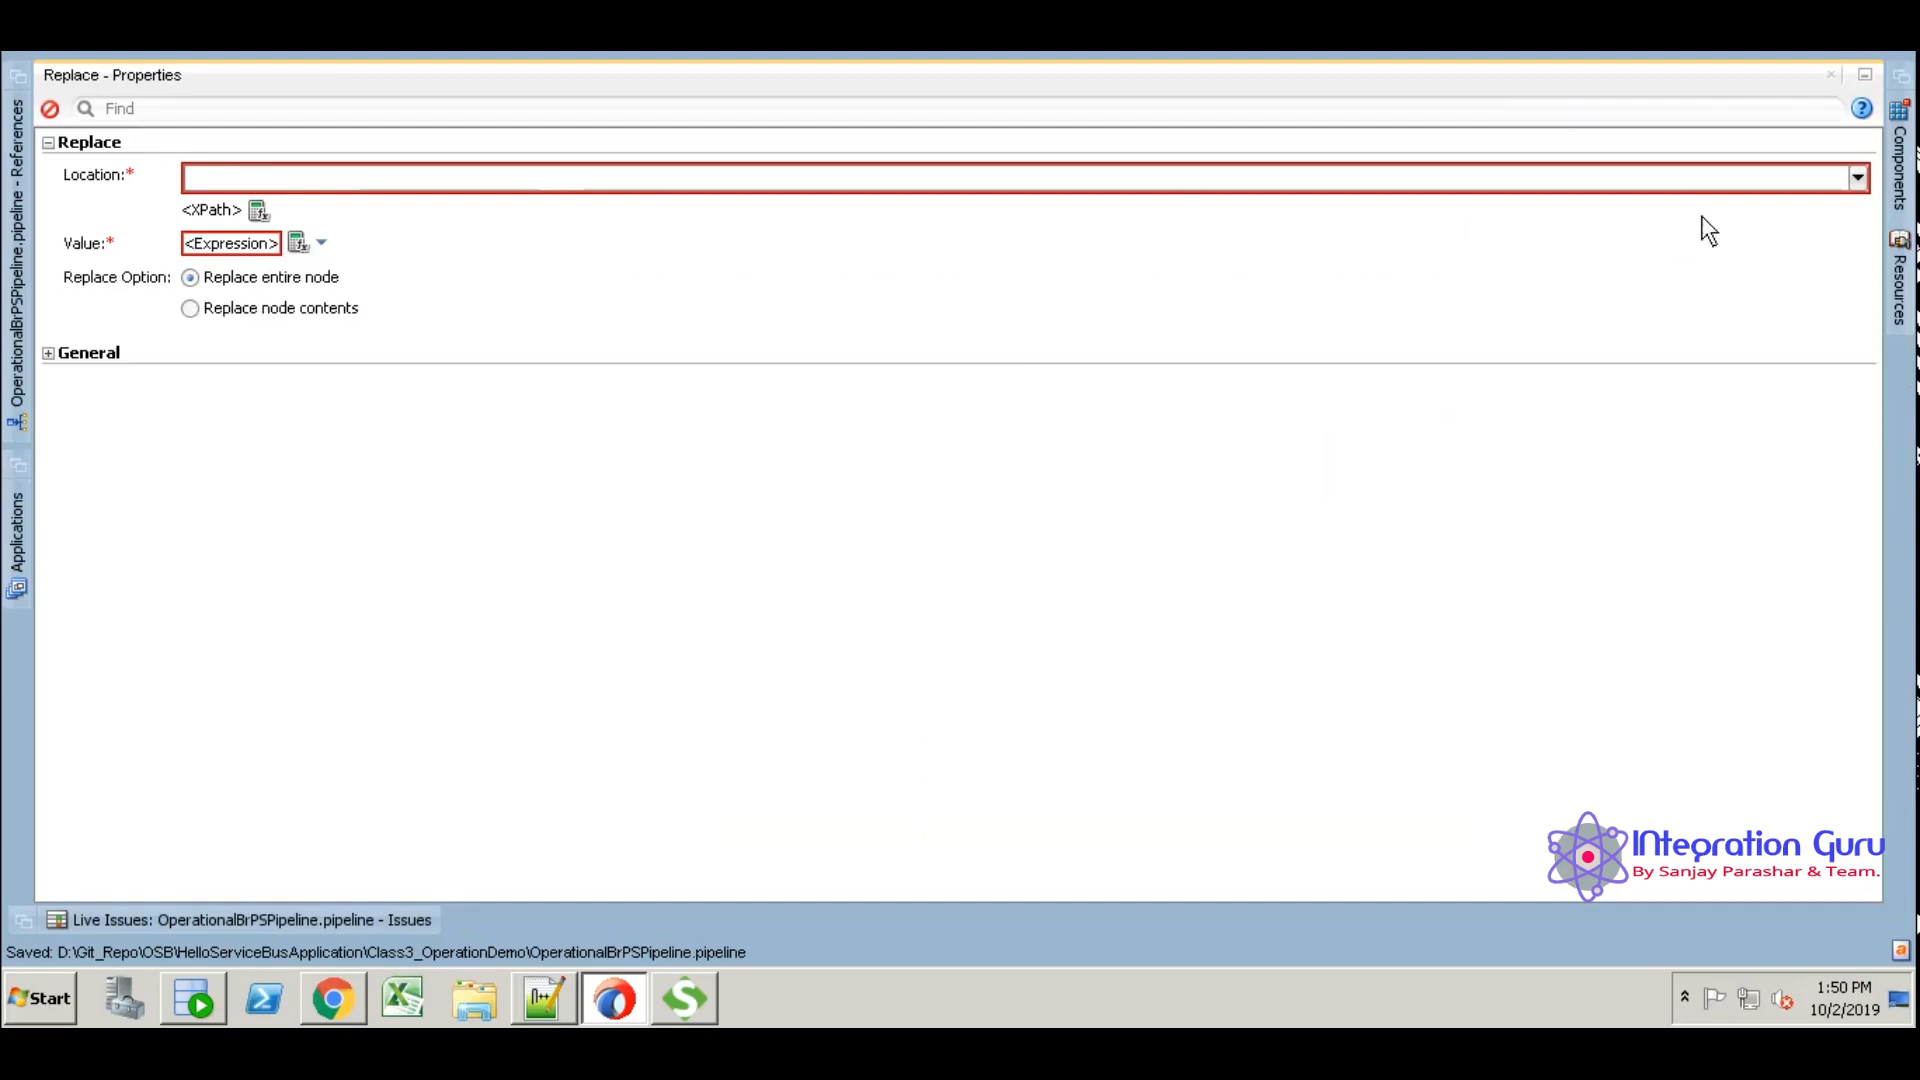 Replace - Properties
Find
Replace
Location:*
<XPath>
Value:* <Expression>
Replace Option: Replace entire node
Replace node contents
General
OperationalBrPSPipeline.pipeline - References
Applications
Components
Resources
INtegration Guru
By Sanjay Parashar & Team.
Live Issues: OperationalBrPSPipeline.pipeline - Issues
Saved: D:\Git_Repo\OSB\HelloServiceBusApplication\Class3_OperationDemo\OperationalBrPSPipeline.pipeline
Start
1:50 PM
10/2/2019